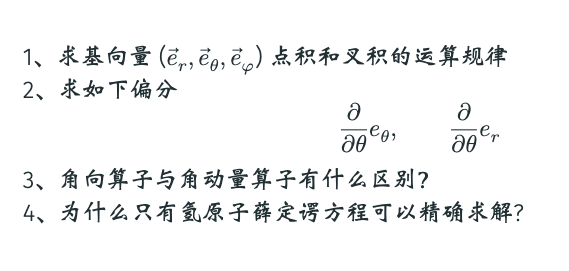 1、求基向量 (\vec{e}_r, \vec{e}_θ, \vec{e}_φ) 点积和叉积的运算规律
2、求如下偏分
∂/∂θ e_θ, ∂/∂θ e_r
3、角向算子与角动量算子有什么区别?
4、为什么只有氢原子薛定谔方程可以精确求解?